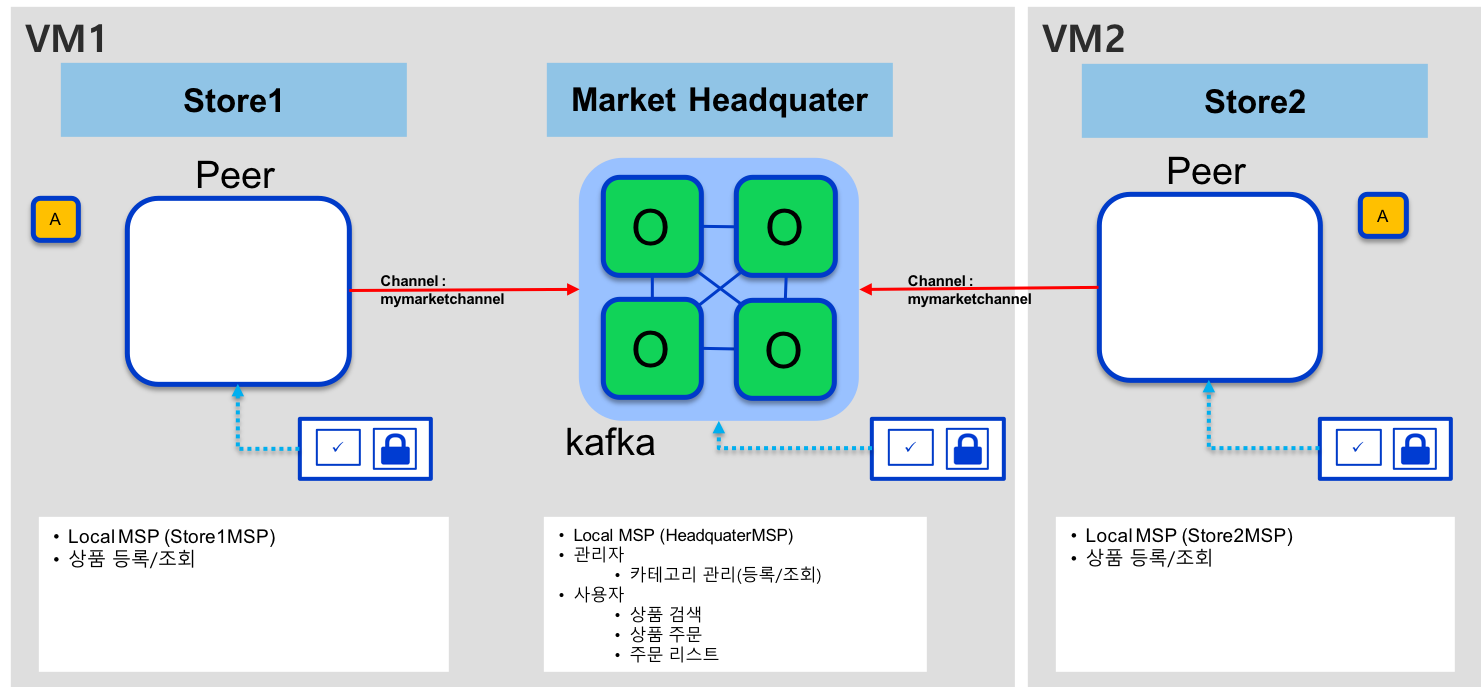 VM1
VM2
Store1
Market Headquater
Store2
Peer
Peer
A
A
O
O
Channel :
mymarketchannel
Channel :
mymarketchannel
O
O
kafka
✓
✓
✓
• Local MSP (Store1MSP)
• 상품 등록/조회
• Local MSP (HeadquaterMSP)
• 관리자
• 카테고리 관리(등록/조회)
• 사용자
• 상품 검색
• 상품 주문
• 주문 리스트
• Local MSP (Store2MSP)
• 상품 등록/조회